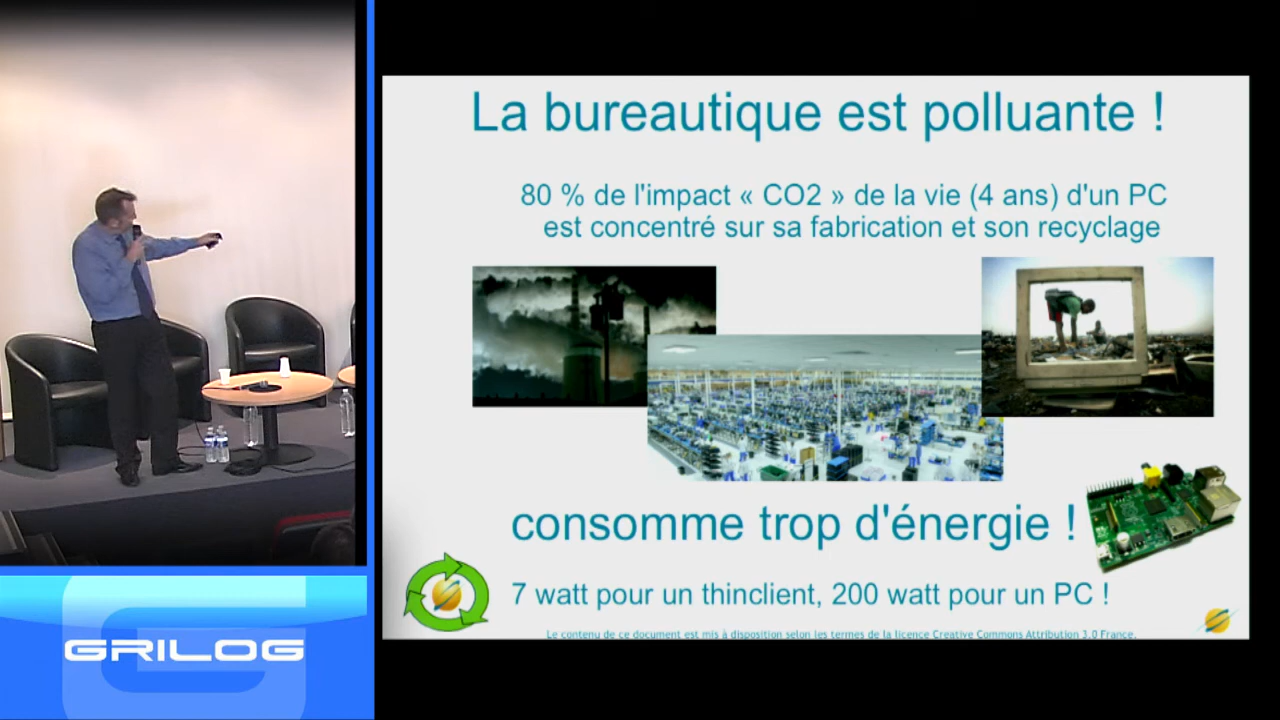 La bureautique est polluante !
80 % de l'impact « CO2 » de la vie (4 ans) d'un PC
est concentré sur sa fabrication et son recyclage
consomme trop d'énergie !
7 watt pour un thinclient, 200 watt pour un PC !
Le contenu de ce document est mis à disposition selon les termes de la licence Creative Commons Attribution 3.0 France.
GRILOG